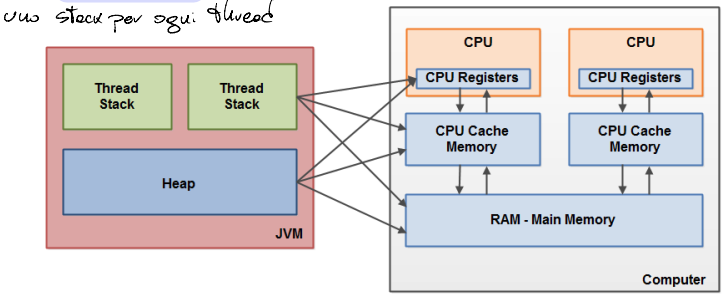 uno stack per ogni thread
CPU
CPU
CPU Registers
CPU Registers
Thread
Stack
Thread
Stack
CPU Cache
Memory
CPU Cache
Memory
Heap
RAM - Main Memory
JVM
Computer